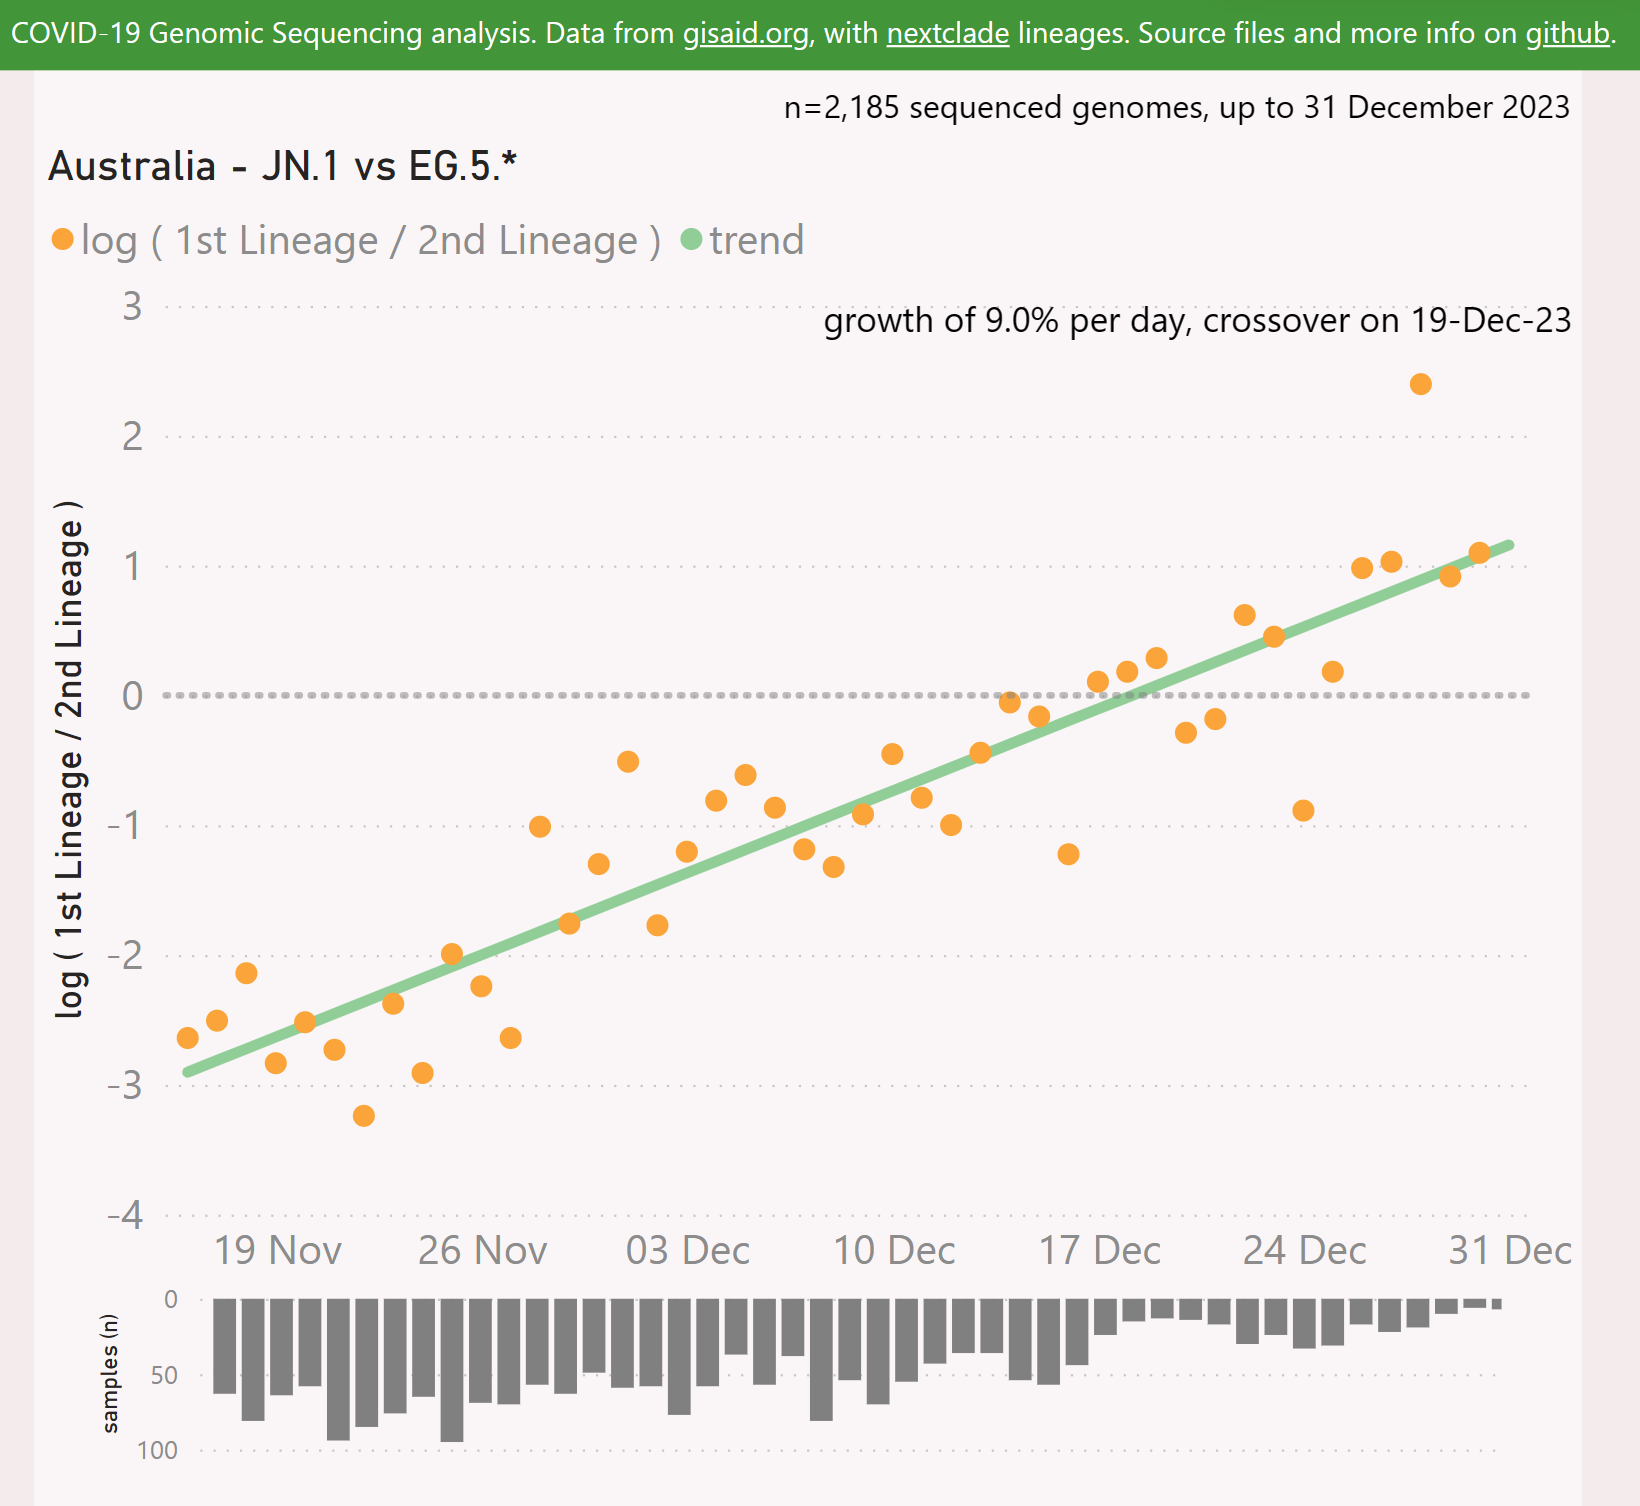 COVID-19 Genomic Sequencing analysis. Data from gisaid.org, with nextclade lineages. Source files and more info on github.
n=2,185 sequenced genomes, up to 31 December 2023
Australia - JN.1 vs EG.5.*
log ( 1st Lineage / 2nd Lineage ) trend
growth of 9.0% per day, crossover on 19-Dec-23
log ( 1st Lineage / 2nd Lineage )
3
2
1
0
-1
-2
-3
-4
19 Nov 26 Nov 03 Dec 10 Dec 17 Dec 24 Dec 31 Dec
samples (n)
0
50
100